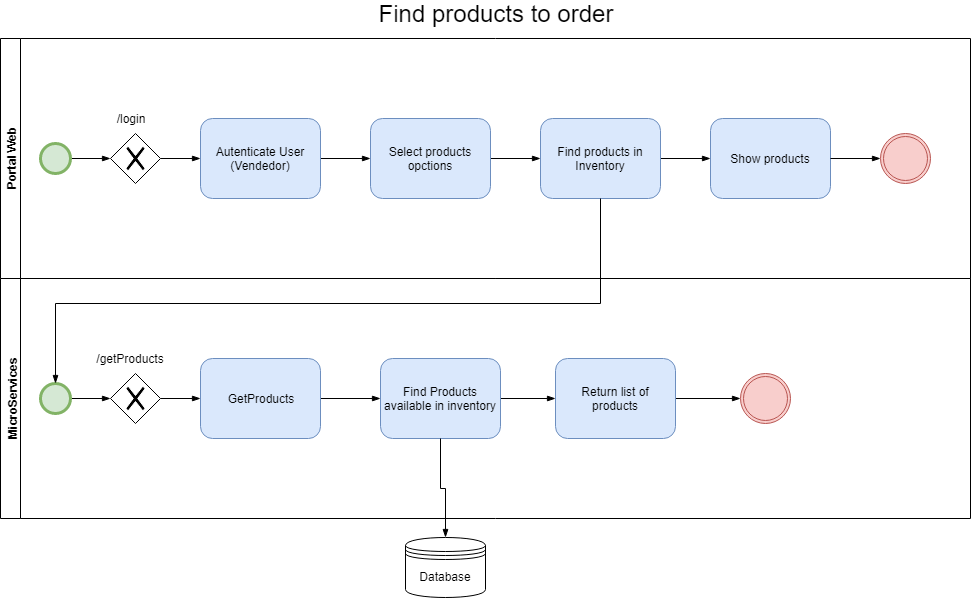 Find products to order
Portal Web
/login
Autenticate User
(Vendedor)
Select products
opctions
Find products in
Inventory
Show products
MicroServices
/getProducts
GetProducts
Find Products
available in inventory
Return list of
products
Database